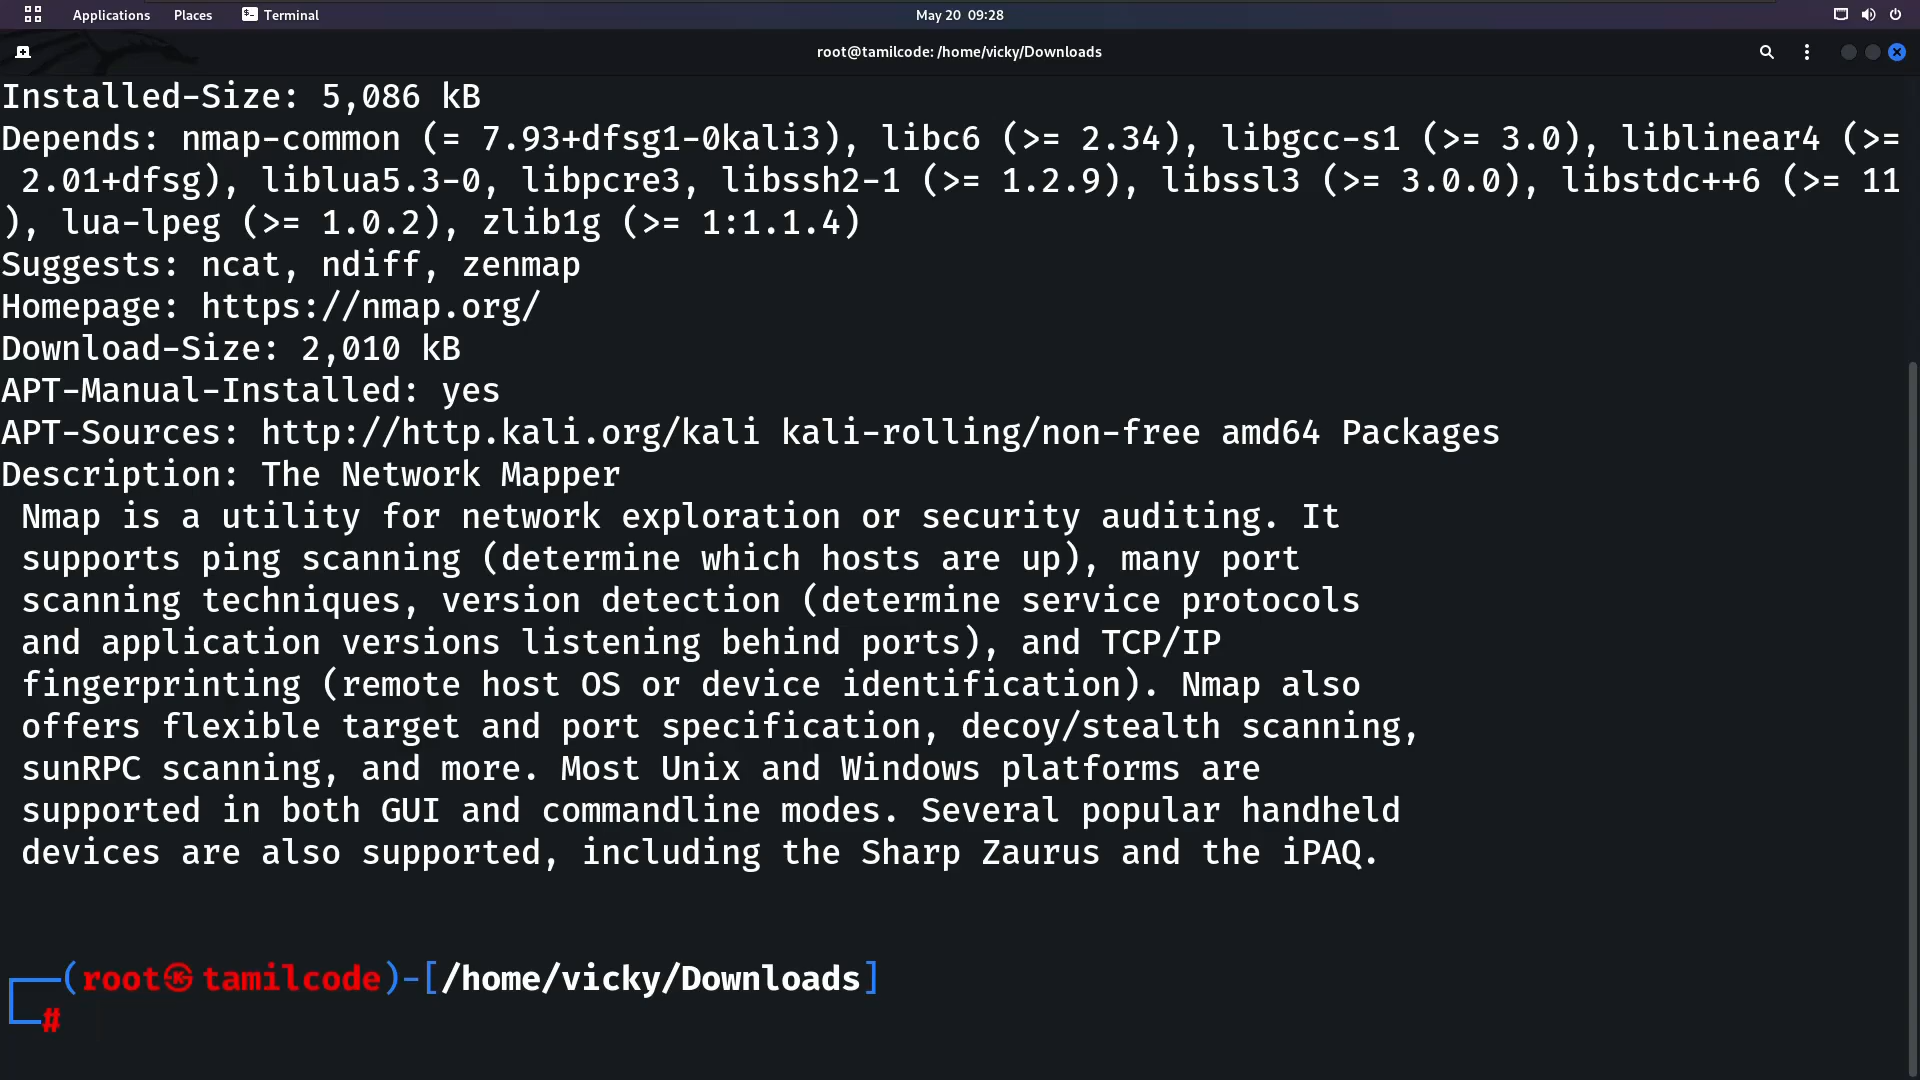 Applications Places Terminal May 20 09:28
root@tamilcode: /home/vicky/Downloads
Installed-Size: 5,086 kB
Depends: nmap-common (= 7.93+dfsg1-0kali3), libc6 (>= 2.34), libgcc-s1 (>= 3.0), liblinear4 (>=
 2.01+dfsg), liblua5.3-0, libpcre3, libssh2-1 (>= 1.2.9), libssl3 (>= 3.0.0), libstdc++6 (>= 11
), lua-lpeg (>= 1.0.2), zlib1g (>= 1:1.1.4)
Suggests: ncat, ndiff, zenmap
Homepage: https://nmap.org/
Download-Size: 2,010 kB
APT-Manual-Installed: yes
APT-Sources: http://http.kali.org/kali kali-rolling/non-free amd64 Packages
Description: The Network Mapper
 Nmap is a utility for network exploration or security auditing. It
 supports ping scanning (determine which hosts are up), many port
 scanning techniques, version detection (determine service protocols
 and application versions listening behind ports), and TCP/IP
 fingerprinting (remote host OS or device identification). Nmap also
 offers flexible target and port specification, decoy/stealth scanning,
 sunRPC scanning, and more. Most Unix and Windows platforms are
 supported in both GUI and commandline modes. Several popular handheld
 devices are also supported, including the Sharp Zaurus and the iPAQ.
┌──(root㉿tamilcode)-[/home/vicky/Downloads]
└─#